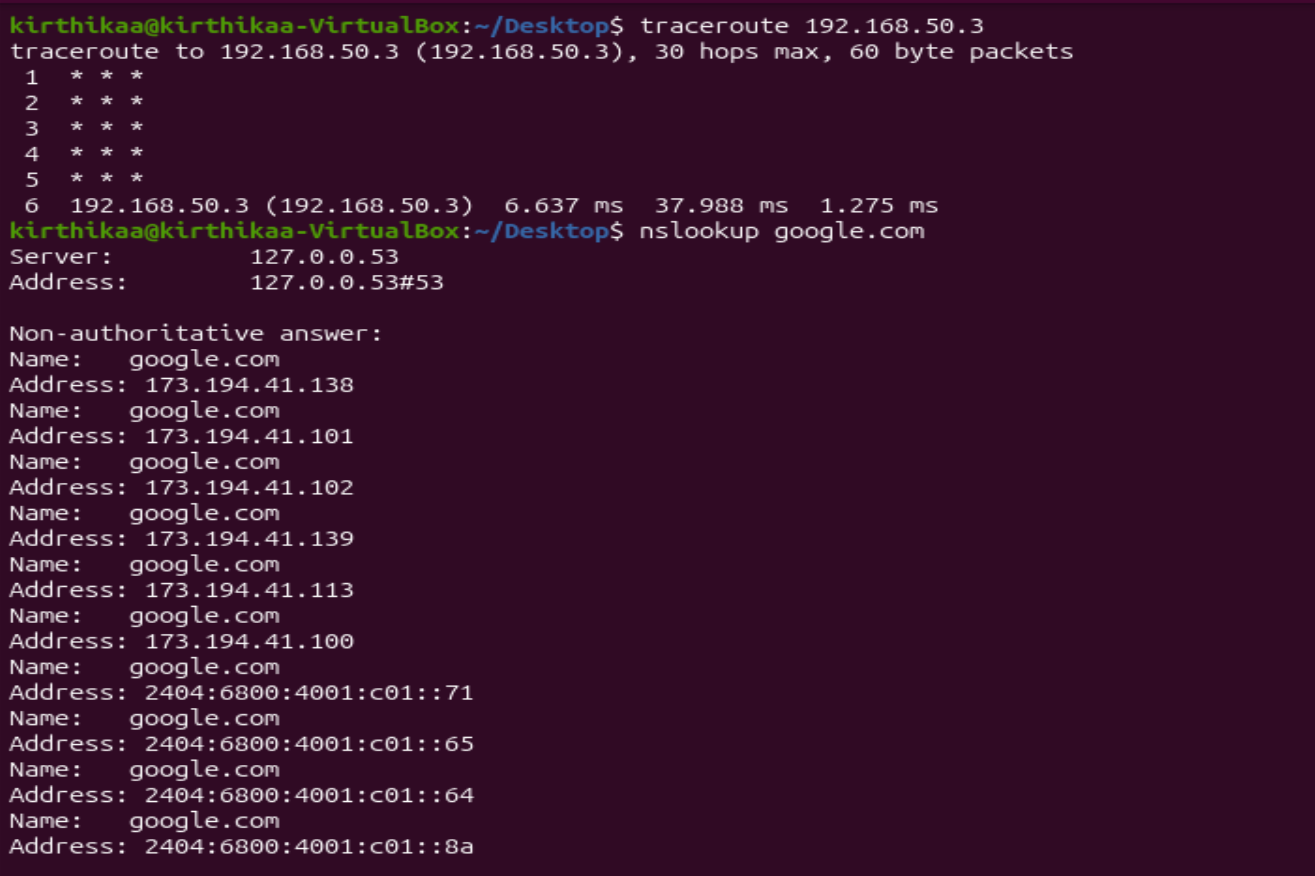 kirthikaa@kirthikaa-VirtualBox:~/Desktop$ traceroute 192.168.50.3
traceroute to 192.168.50.3 (192.168.50.3), 30 hops max, 60 byte packets
 1  * * *
 2  * * *
 3  * * *
 4  * * *
 5  * * *
 6  192.168.50.3 (192.168.50.3)  6.637 ms  37.988 ms  1.275 ms
kirthikaa@kirthikaa-VirtualBox:~/Desktop$ nslookup google.com
Server:         127.0.0.53
Address:        127.0.0.53#53

Non-authoritative answer:
Name:   google.com
Address: 173.194.41.138
Name:   google.com
Address: 173.194.41.101
Name:   google.com
Address: 173.194.41.102
Name:   google.com
Address: 173.194.41.139
Name:   google.com
Address: 173.194.41.113
Name:   google.com
Address: 173.194.41.100
Name:   google.com
Address: 2404:6800:4001:c01::71
Name:   google.com
Address: 2404:6800:4001:c01::65
Name:   google.com
Address: 2404:6800:4001:c01::64
Name:   google.com
Address: 2404:6800:4001:c01::8a